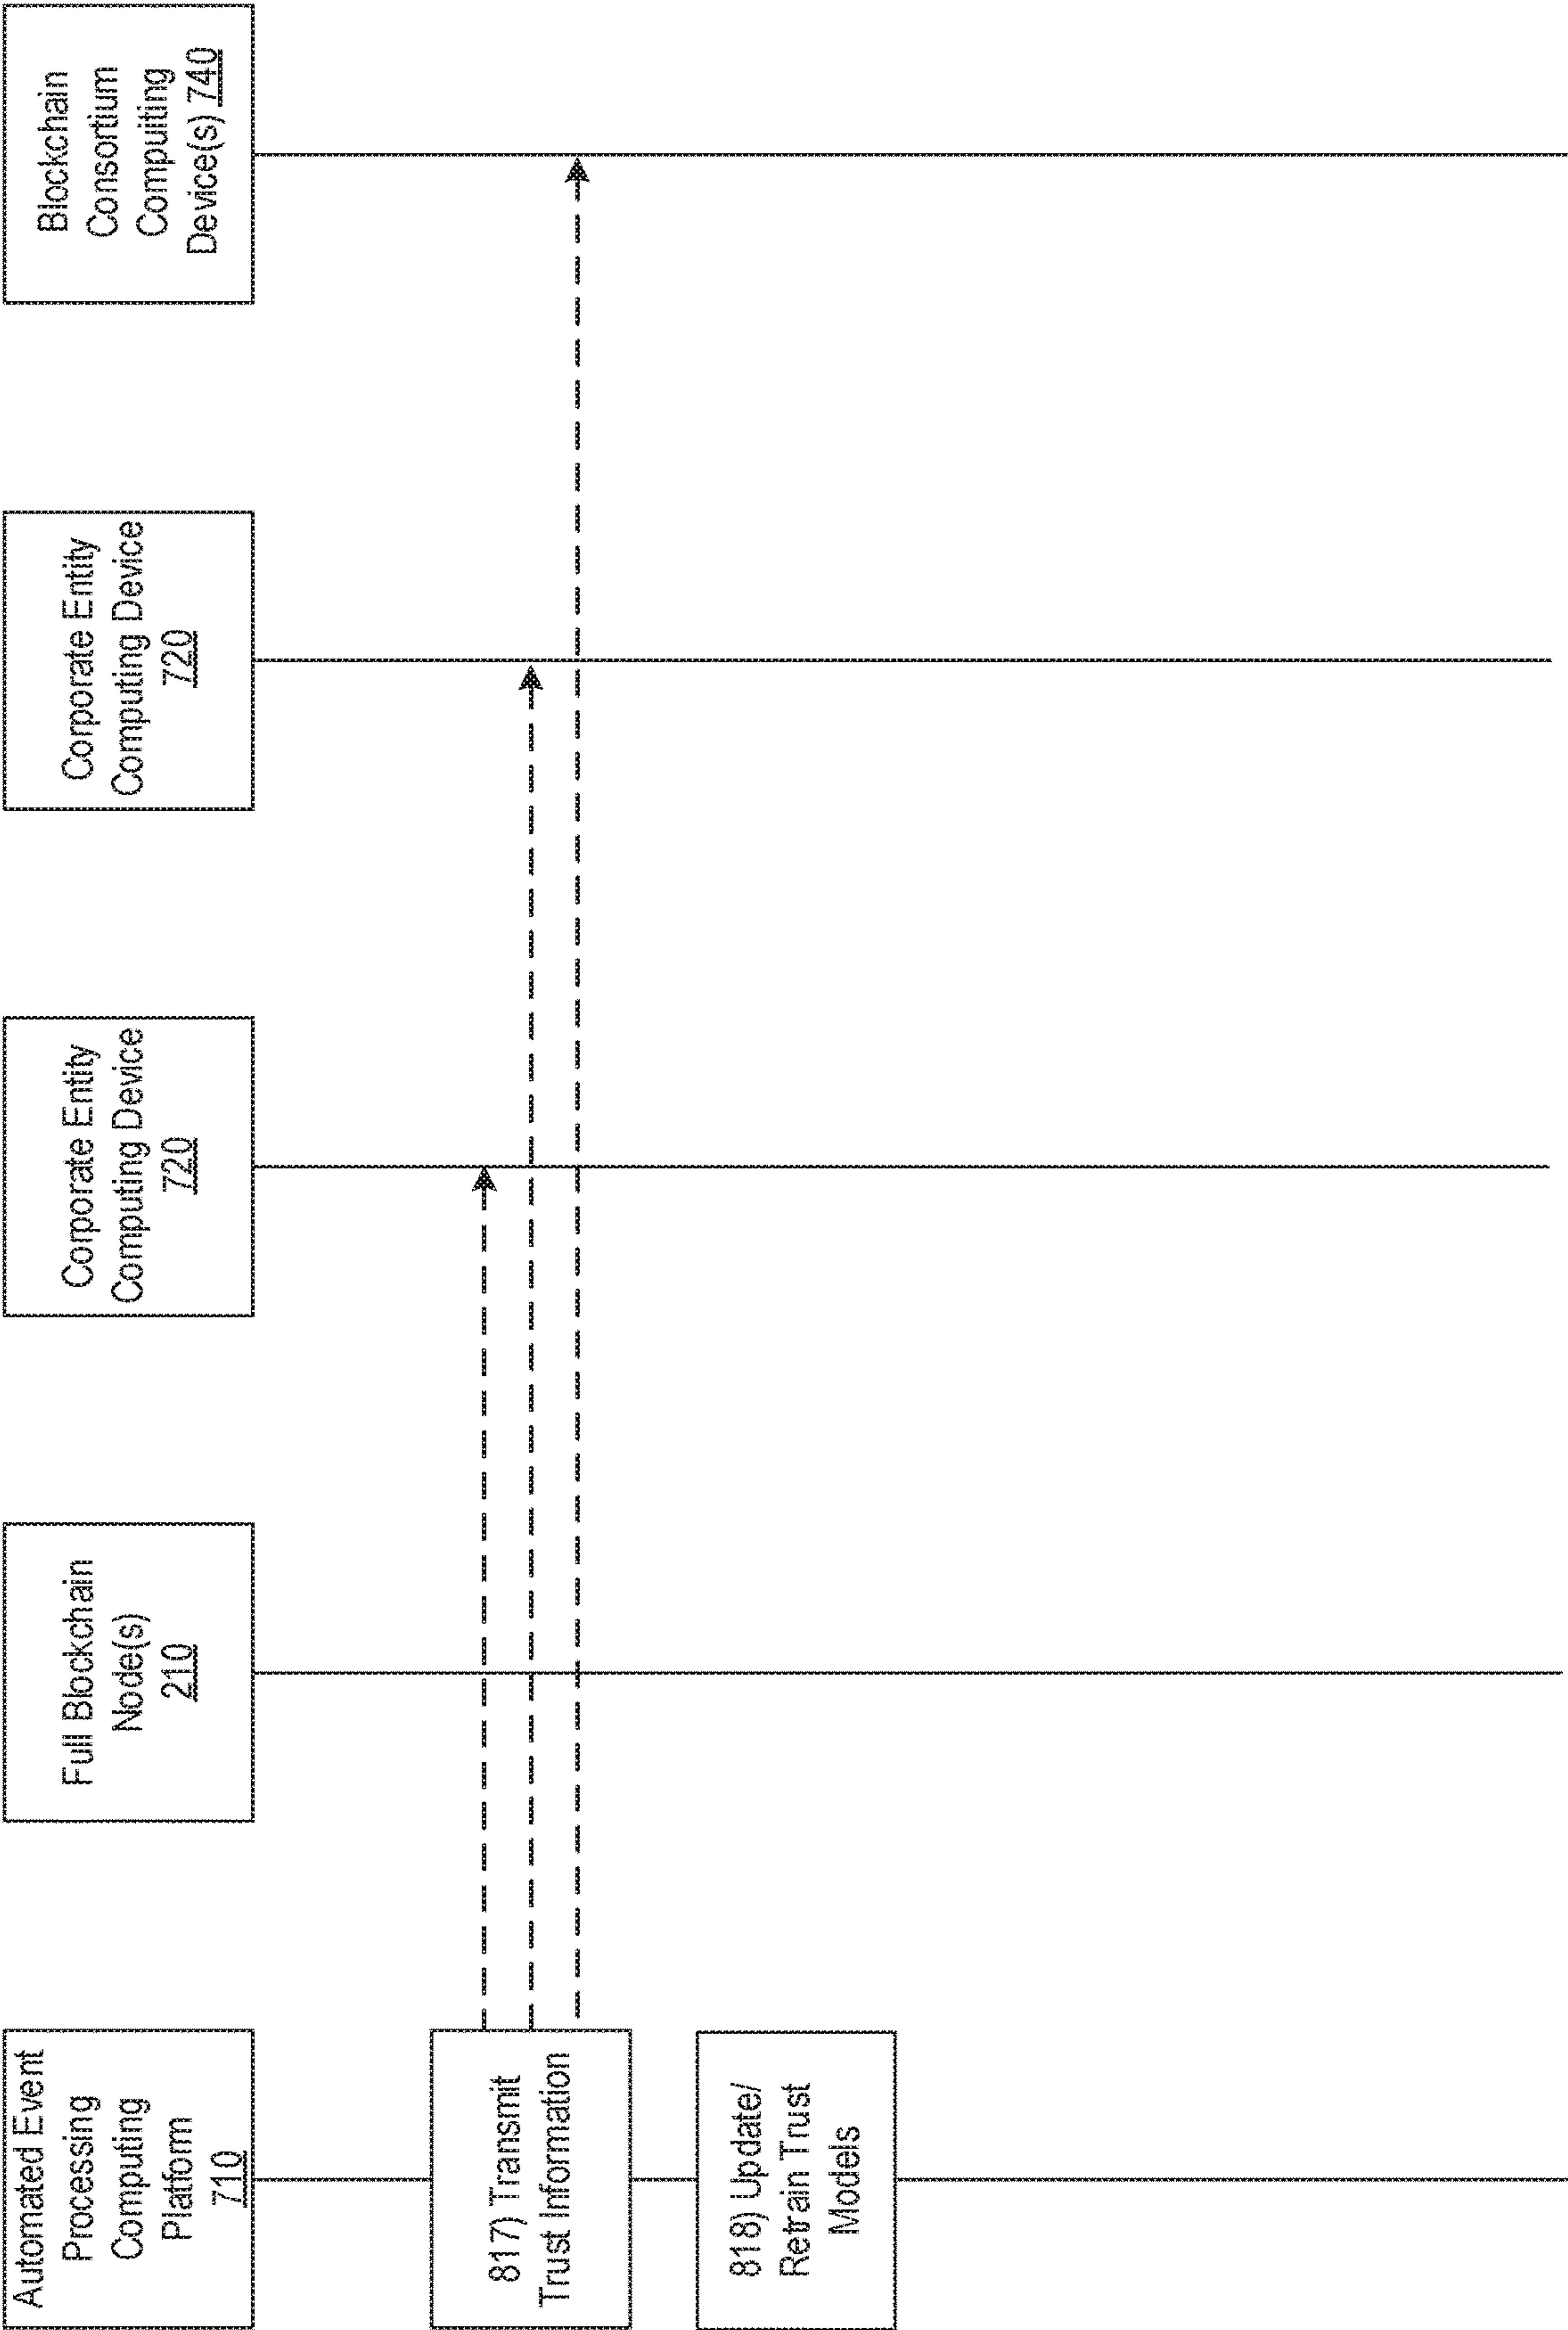 Automated Event
Processing
Computing
Platform
710
Full Blockchain
Node(s)
210
Corporate Entity
Computing Device
720
Corporate Entity
Computing Device
720
Blockchain
Consortium
Compuiting
Device(s) 740
817) Transmit
Trust Information
818) Update/
Retrain Trust
Models